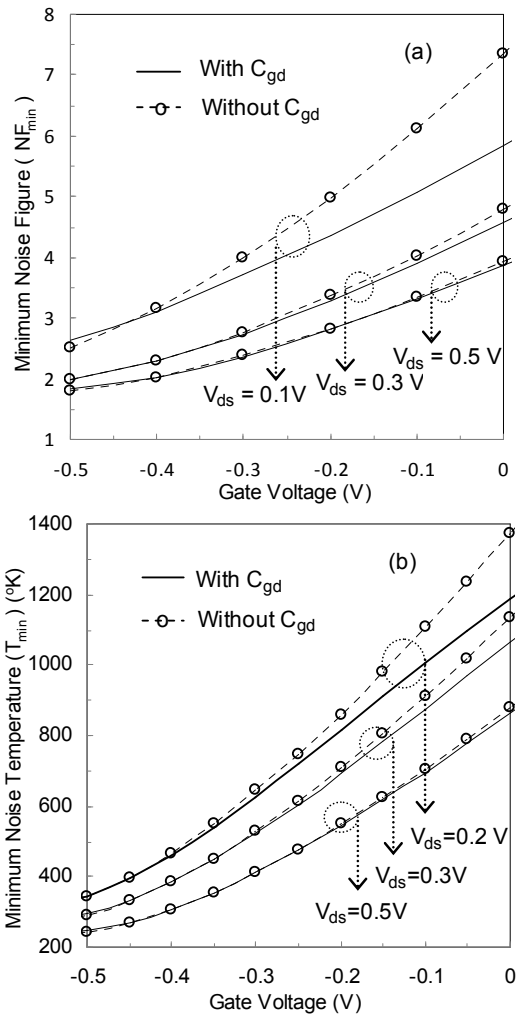 8
7
6
5
4
3
2
1
Minimum Noise Figure ( NF_min)
(a)
With C_gd
Without C_gd
V_ds = 0.5 V
V_ds = 0.3 V
V_ds = 0.1V
-0.5 -0.4 -0.3 -0.2 -0.1 0
Gate Voltage (V)
1400
1200
1000
800
600
400
200
Minimum Noise Temperature (T_min) (°K)
(b)
With C_gd
Without C_gd
V_ds=0.2 V
V_ds=0.3V
V_ds=0.5V
-0.5 -0.4 -0.3 -0.2 -0.1 0
Gate Voltage (V)